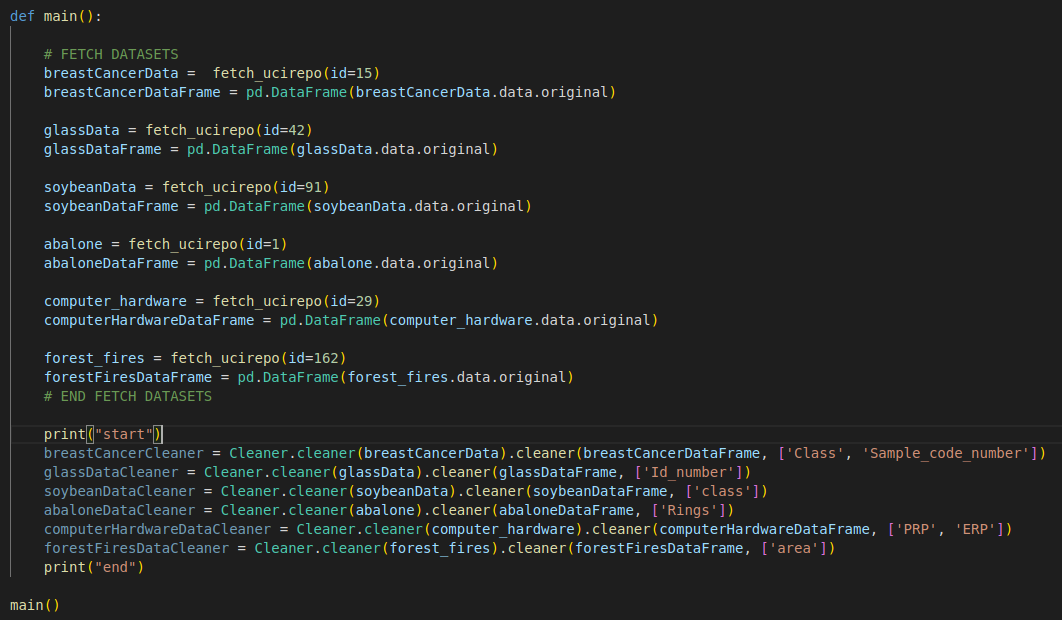 def main():
# FETCH DATASETS
breastCancerData =  fetch_ucirepo(id=15)
breastCancerDataFrame = pd.DataFrame(breastCancerData.data.original)
glassData = fetch_ucirepo(id=42)
glassDataFrame = pd.DataFrame(glassData.data.original)
soybeanData = fetch_ucirepo(id=91)
soybeanDataFrame = pd.DataFrame(soybeanData.data.original)
abalone = fetch_ucirepo(id=1)
abaloneDataFrame = pd.DataFrame(abalone.data.original)
computer_hardware = fetch_ucirepo(id=29)
computerHardwareDataFrame = pd.DataFrame(computer_hardware.data.original)
forest_fires = fetch_ucirepo(id=162)
forestFiresDataFrame = pd.DataFrame(forest_fires.data.original)
# END FETCH DATASETS
print("start")
breastCancerCleaner = Cleaner.cleaner(breastCancerData).cleaner(breastCancerDataFrame, ['Class', 'Sample_code_number'])
glassDataCleaner = Cleaner.cleaner(glassData).cleaner(glassDataFrame, ['Id_number'])
soybeanDataCleaner = Cleaner.cleaner(soybeanData).cleaner(soybeanDataFrame, ['class'])
abaloneDataCleaner = Cleaner.cleaner(abalone).cleaner(abaloneDataFrame, ['Rings'])
computerHardwareDataCleaner = Cleaner.cleaner(computer_hardware).cleaner(computerHardwareDataFrame, ['PRP', 'ERP'])
forestFiresDataCleaner = Cleaner.cleaner(forest_fires).cleaner(forestFiresDataFrame, ['area'])
print("end")
main()